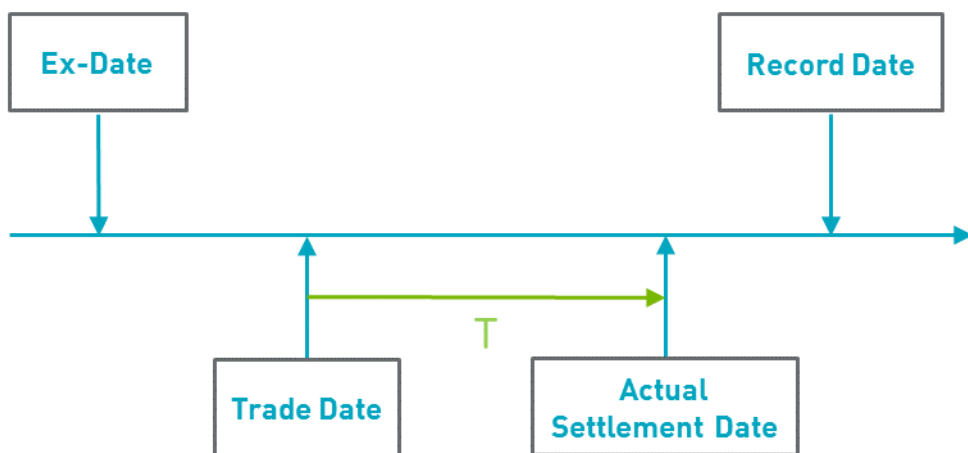 Ex-Date
Record Date
T
Trade Date
Actual
Settlement Date